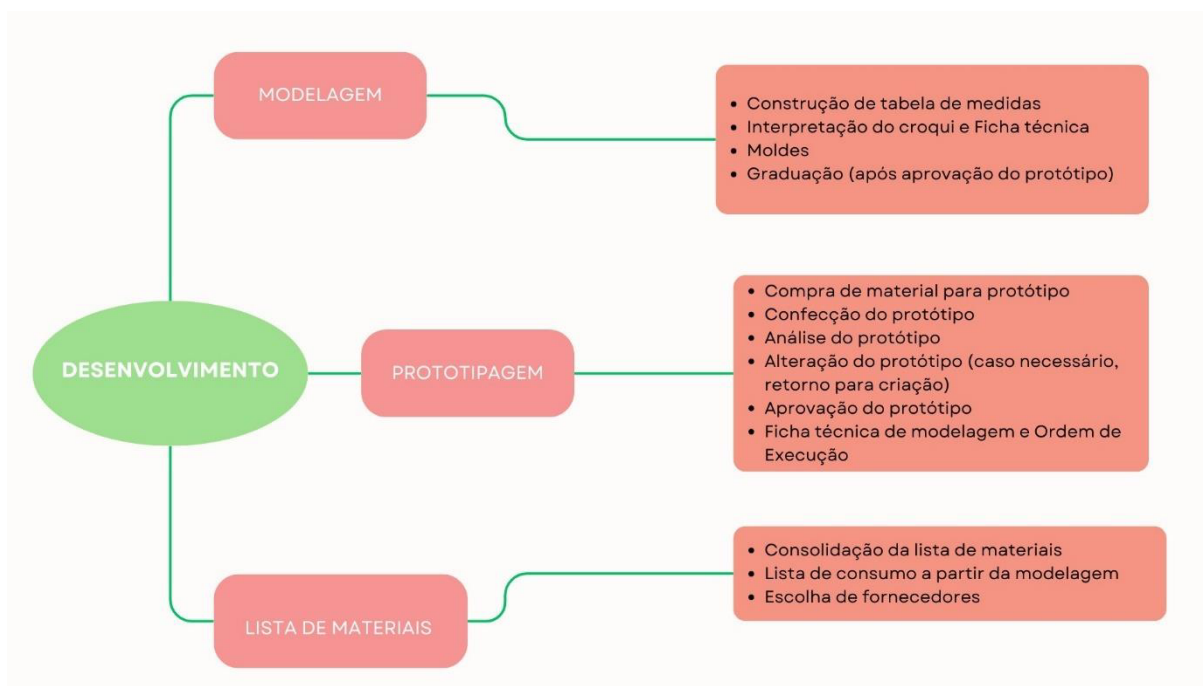 MODELAGEM
• Construção de tabela de medidas
• Interpretação do croqui e Ficha técnica
• Moldes
• Graduação (após aprovação do protótipo)
DESENVOLVIMENTO
PROTOTIPAGEM
• Compra de material para protótipo
• Confecção do protótipo
• Análise do protótipo
• Alteração do protótipo (caso necessário,
retorno para criação)
• Aprovação do protótipo
• Ficha técnica de modelagem e Ordem de
Execução
LISTA DE MATERIAIS
• Consolidação da lista de materiais
• Lista de consumo a partir da modelagem
• Escolha de fornecedores